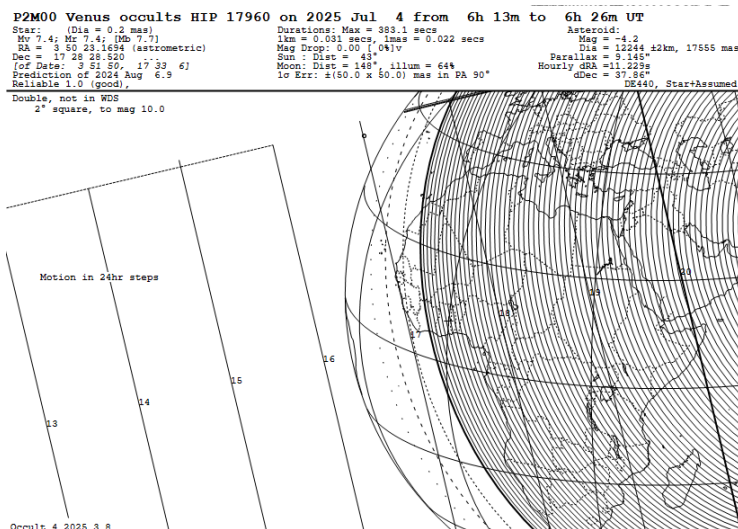 P2M00 Venus occults HIP 17960 on 2025 Jul  4 from  6h 13m to  6h 26m UT
Star:   (Dia = 0.2 mas)
Mv 7.4; Mr 7.4; [Mb 7.7]
RA =  3 50 23.1694 (astrometric)
Dec = 17 28 28.520   ...
[of Date:  3 51 50,  17 33  6]
Prediction of 2024 Aug  6.9
Reliable 1.0 (good),
Durations: Max = 383.1 secs
1km = 0.031 secs, 1mas = 0.022 secs
Mag Drop: 0.00 [ 0%]v
Sun : Dist =  43°
Moon: Dist = 148°, illum = 64%
1σ Err: ±(50.0 x 50.0) mas in PA 90°
Asteroid:
Mag = -4.2
Dia = 12244 ±2km, 17555 mas
Parallax = 9.145"
Hourly dRA =11.229s
dDec = 37.86"
DE440, Star+Assumed
Double, not in WDS
2" square, to mag 10.0
Motion in 24hr steps
20
19
18
17
16
15
14
13
Occult 4 2025 3 8